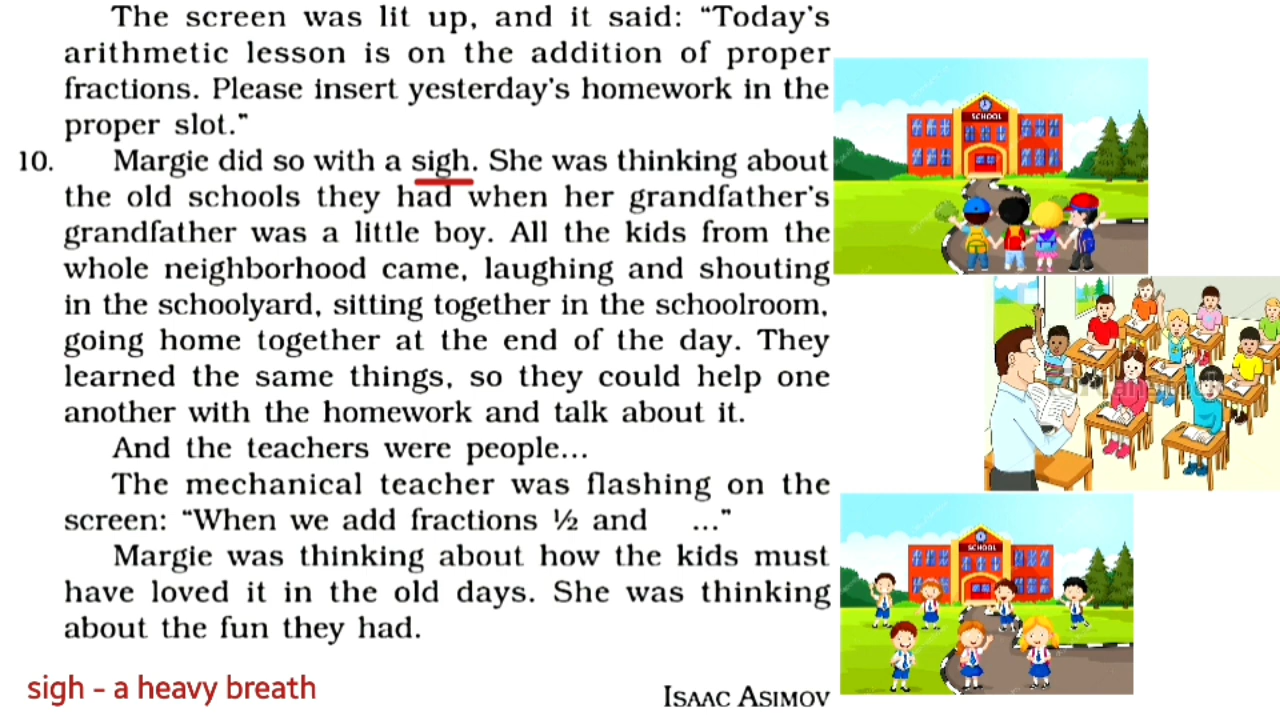 The screen was lit up, and it said: “Today’s
arithmetic lesson is on the addition of proper
fractions. Please insert yesterday’s homework in the
proper slot.”
10. Margie did so with a sigh. She was thinking about
the old schools they had when her grandfather’s
grandfather was a little boy. All the kids from the
whole neighborhood came, laughing and shouting
in the schoolyard, sitting together in the schoolroom,
going home together at the end of the day. They
learned the same things, so they could help one
another with the homework and talk about it.
And the teachers were people...
The mechanical teacher was flashing on the
screen: “When we add fractions ½ and ...”
Margie was thinking about how the kids must
have loved it in the old days. She was thinking
about the fun they had.
sigh – a heavy breath
ISAAC ASIMOV
SCHOOL
SCHOOL